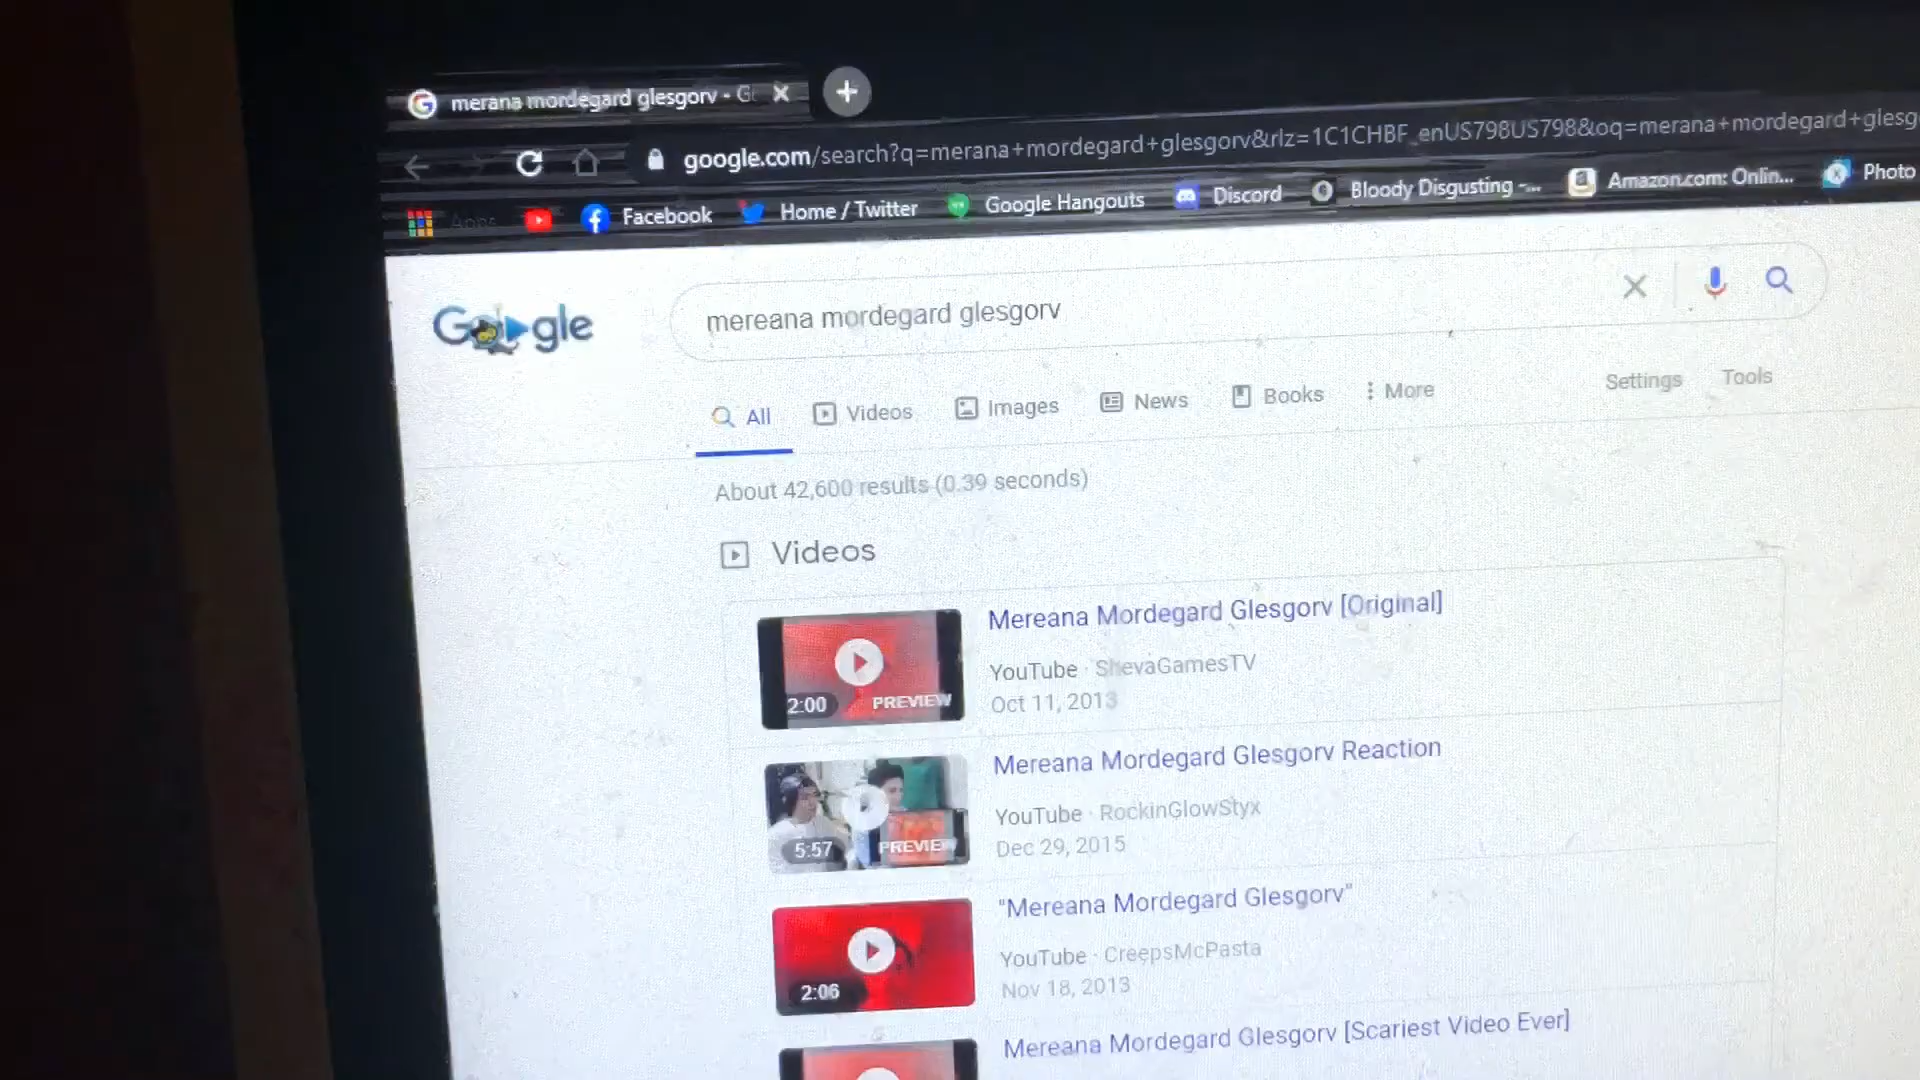 merana mordegard glesgorv - G
google.com/search?q=merana+mordegard+glesgorv&rlz=1C1CHBF_enUS798US798&oq=merana+mordegard+glesg
Apps Facebook Home / Twitter Google Hangouts Discord Bloody Disgusting -... Amazon.com: Onlin... Photo
Google
mereana mordegard glesgorv
All Videos Images News Books More Settings Tools
About 42,600 results (0.39 seconds)
Videos
Mereana Mordegard Glesgorv [Original]
YouTube · ShevaGamesTV
Oct 11, 2013
2:00 PREVIEW
Mereana Mordegard Glesgorv Reaction
YouTube · RockinGlowStyx
Dec 29, 2015
5:57 PREVIEW
"Mereana Mordegard Glesgorv"
YouTube · CreepsMcPasta
Nov 18, 2013
2:06
Mereana Mordegard Glesgorv [Scariest Video Ever]